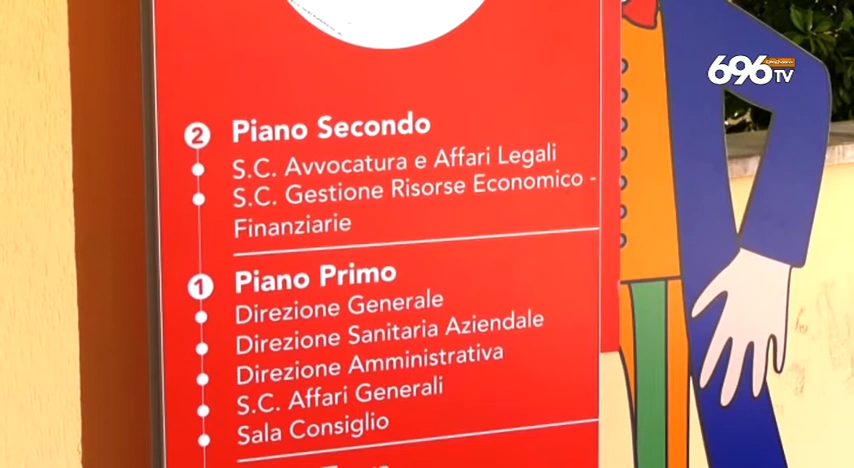 696
TV
2 Piano Secondo
S.C. Avvocatura e Affari Legali
S.C. Gestione Risorse Economico -
Finanziarie
1 Piano Primo
Direzione Generale
Direzione Sanitaria Aziendale
Direzione Amministrativa
S.C. Affari Generali
Sala Consiglio